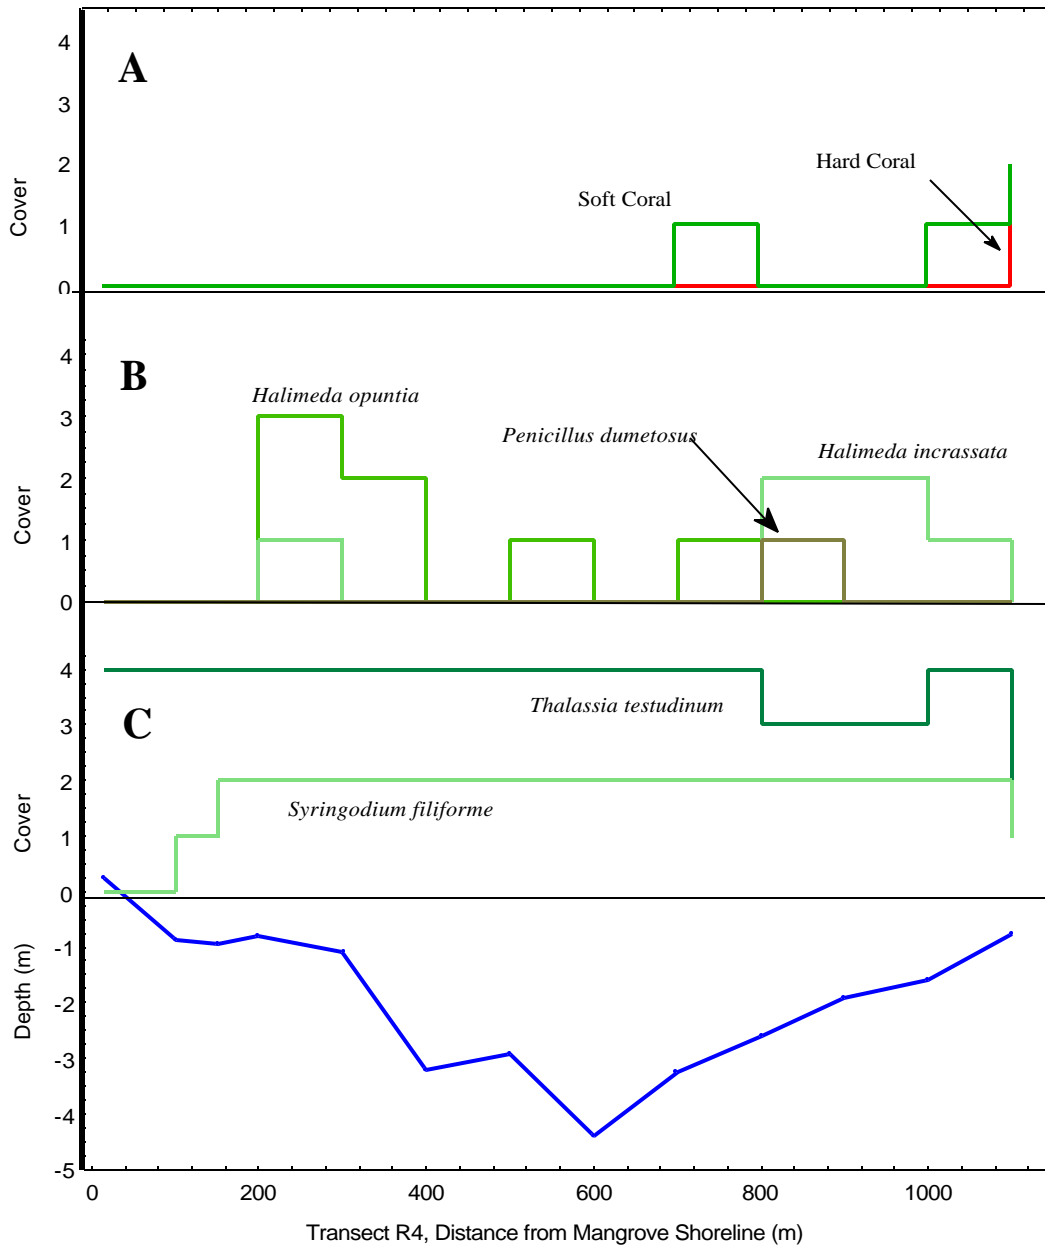 4
A
3
Hard Coral
2
Soft Coral
Cover
1
0
4
B
Halimeda opuntia
3
Penicillus dumetosus
Halimeda incrassata
2
Cover
1
0
4
Thalassia testudinum
C
3
2
Syringodium filiforme
Cover
1
0
-1
Depth (m)
-2
-3
-4
-5
0 200 400 600 800 1000
Transect R4, Distance from Mangrove Shoreline (m)